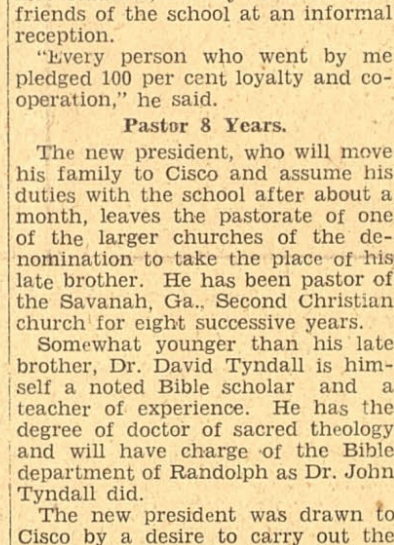 friends of the school at an informal
reception.
"Every person who went by me
pledged 100 per cent loyalty and co-
operation," he said.
Pastor 8 Years.
The new president, who will move
his family to Cisco and assume his
duties with the school after about a
month, leaves the pastorate of one
of the larger churches of the de-
nomination to take the place of his
late brother. He has been pastor of
the Savanah, Ga., Second Christian
church for eight successive years.
Somewhat younger than his late
brother, Dr. David Tyndall is him-
self a noted Bible scholar and a
teacher of experience. He has the
degree of doctor of sacred theology
and will have charge of the Bible
department of Randolph as Dr. John
Tyndall did.
The new president was drawn to
Cisco by a desire to carry out the